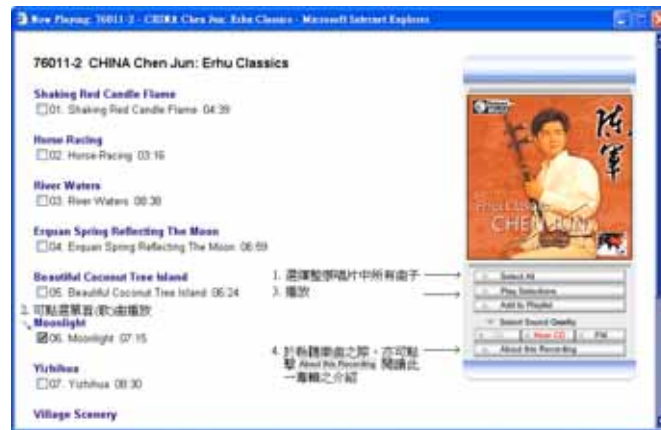 Now Playing: 76011-2 - CHINA Chen Jun: Erhu Classics - Microsoft Internet Explorer
76011-2 CHINA Chen Jun: Erhu Classics
Shaking Red Candle Flame
01. Shaking Red Candle Flame 04:39
Horse Racing
02. Horse Racing 03:16
River Waters
03. River Waters 08:38
Erquan Spring Reflecting The Moon
04. Erquan Spring Reflecting The Moon 06:59
Beautiful Coconut Tree Island
05. Beautiful Coconut Tree Island 06:24
2. 可點選單首(歌)曲播放
Moonlight
06. Moonlight 07:15
Yizhihua
07. Yizhihua 08:30
Village Scenery
陈军
CHEN JUN
1. 選擇整張唱片中所有曲子
3. 播放
4. 於聆聽樂曲之際，亦可點
擊 About this Recording 閱讀此
一專輯之介紹
Select All
Play Selections
Add to Playlist
Select Sound Quality
Near CD
FM
About this Recording